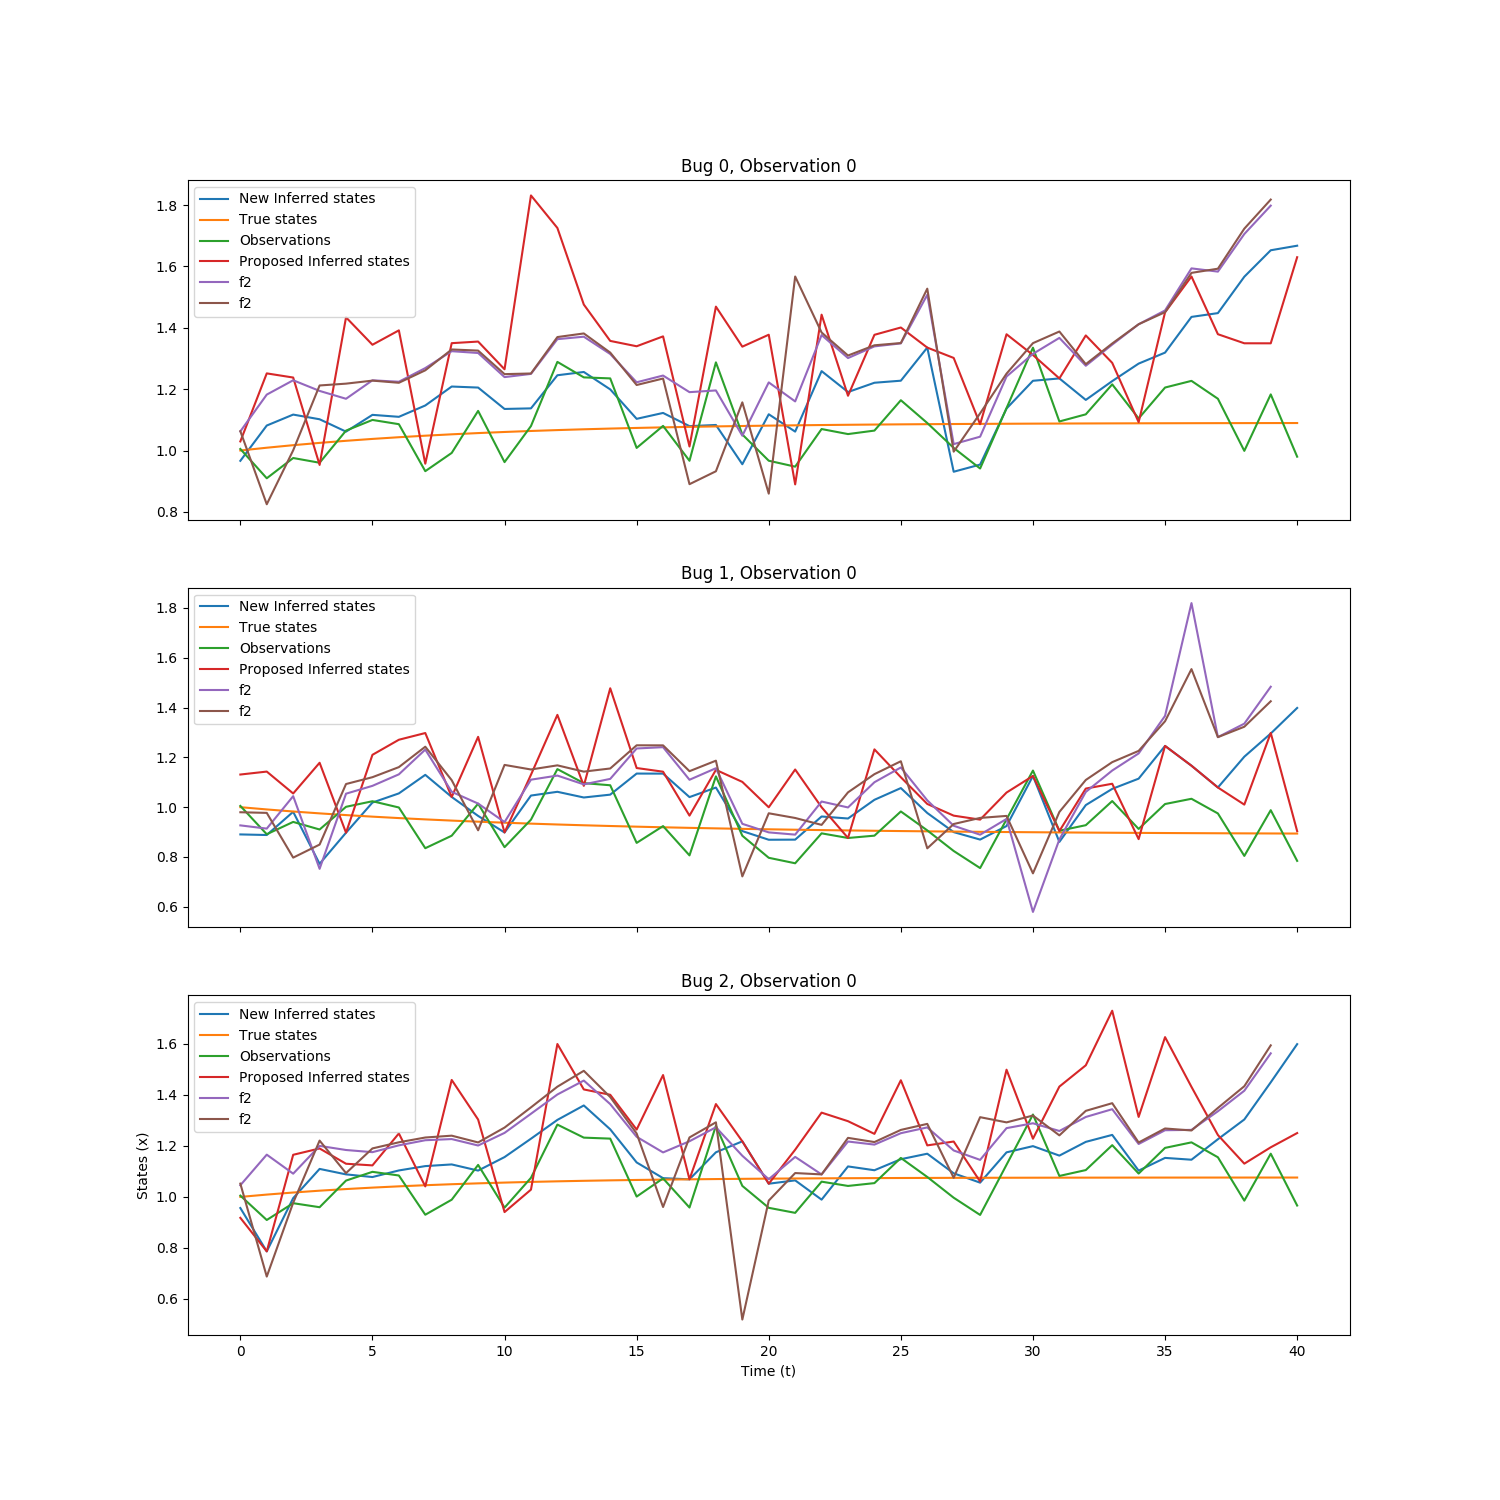 Bug 0, Observation 0
New Inferred states
True states
Observations
Proposed Inferred states
f2
f2
1.8
1.6
1.4
1.2
1.0
0.8
Bug 1, Observation 0
New Inferred states
True states
Observations
Proposed Inferred states
f2
f2
1.8
1.6
1.4
1.2
1.0
0.8
0.6
Bug 2, Observation 0
New Inferred states
True states
Observations
Proposed Inferred states
f2
f2
1.6
1.4
1.2
1.0
0.8
0.6
States (x)
0 5 10 15 20 25 30 35 40
Time (t)